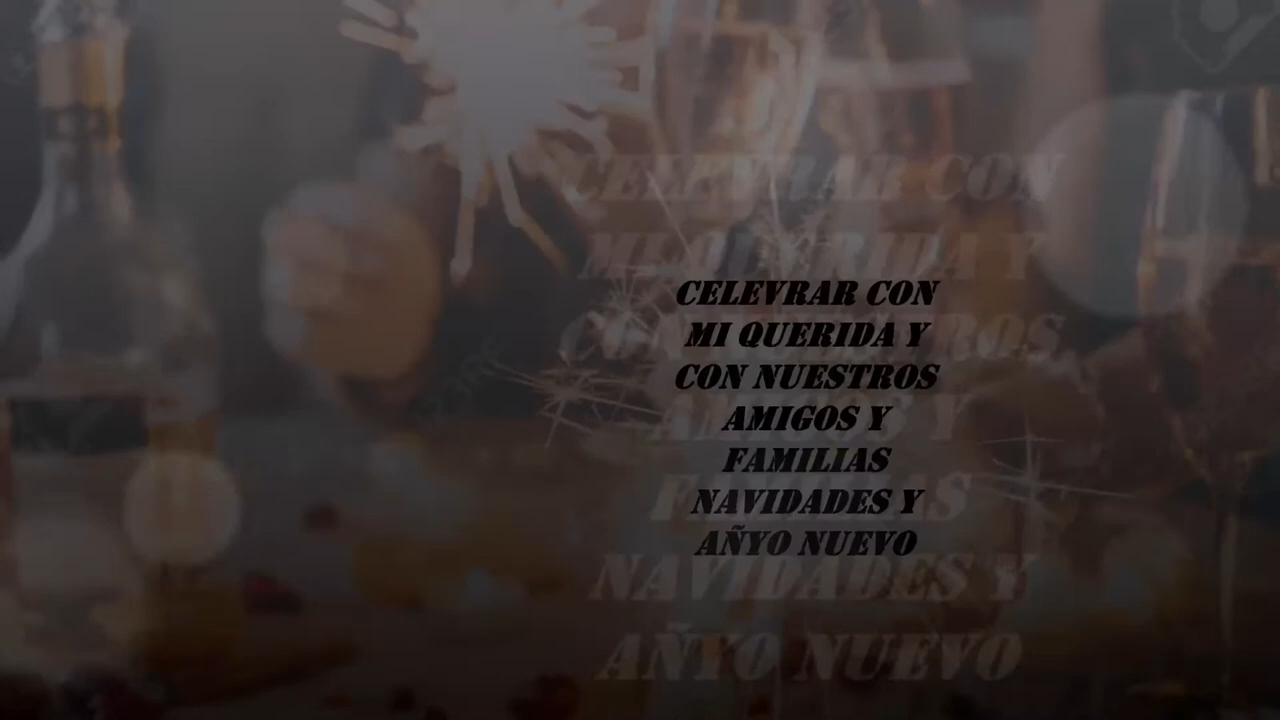 CELEVRAR CON
MI QUERIDA Y
CON NUESTROS
AMIGOS Y
FAMILIAS
NAVIDADES Y
AÑYO NUEVO